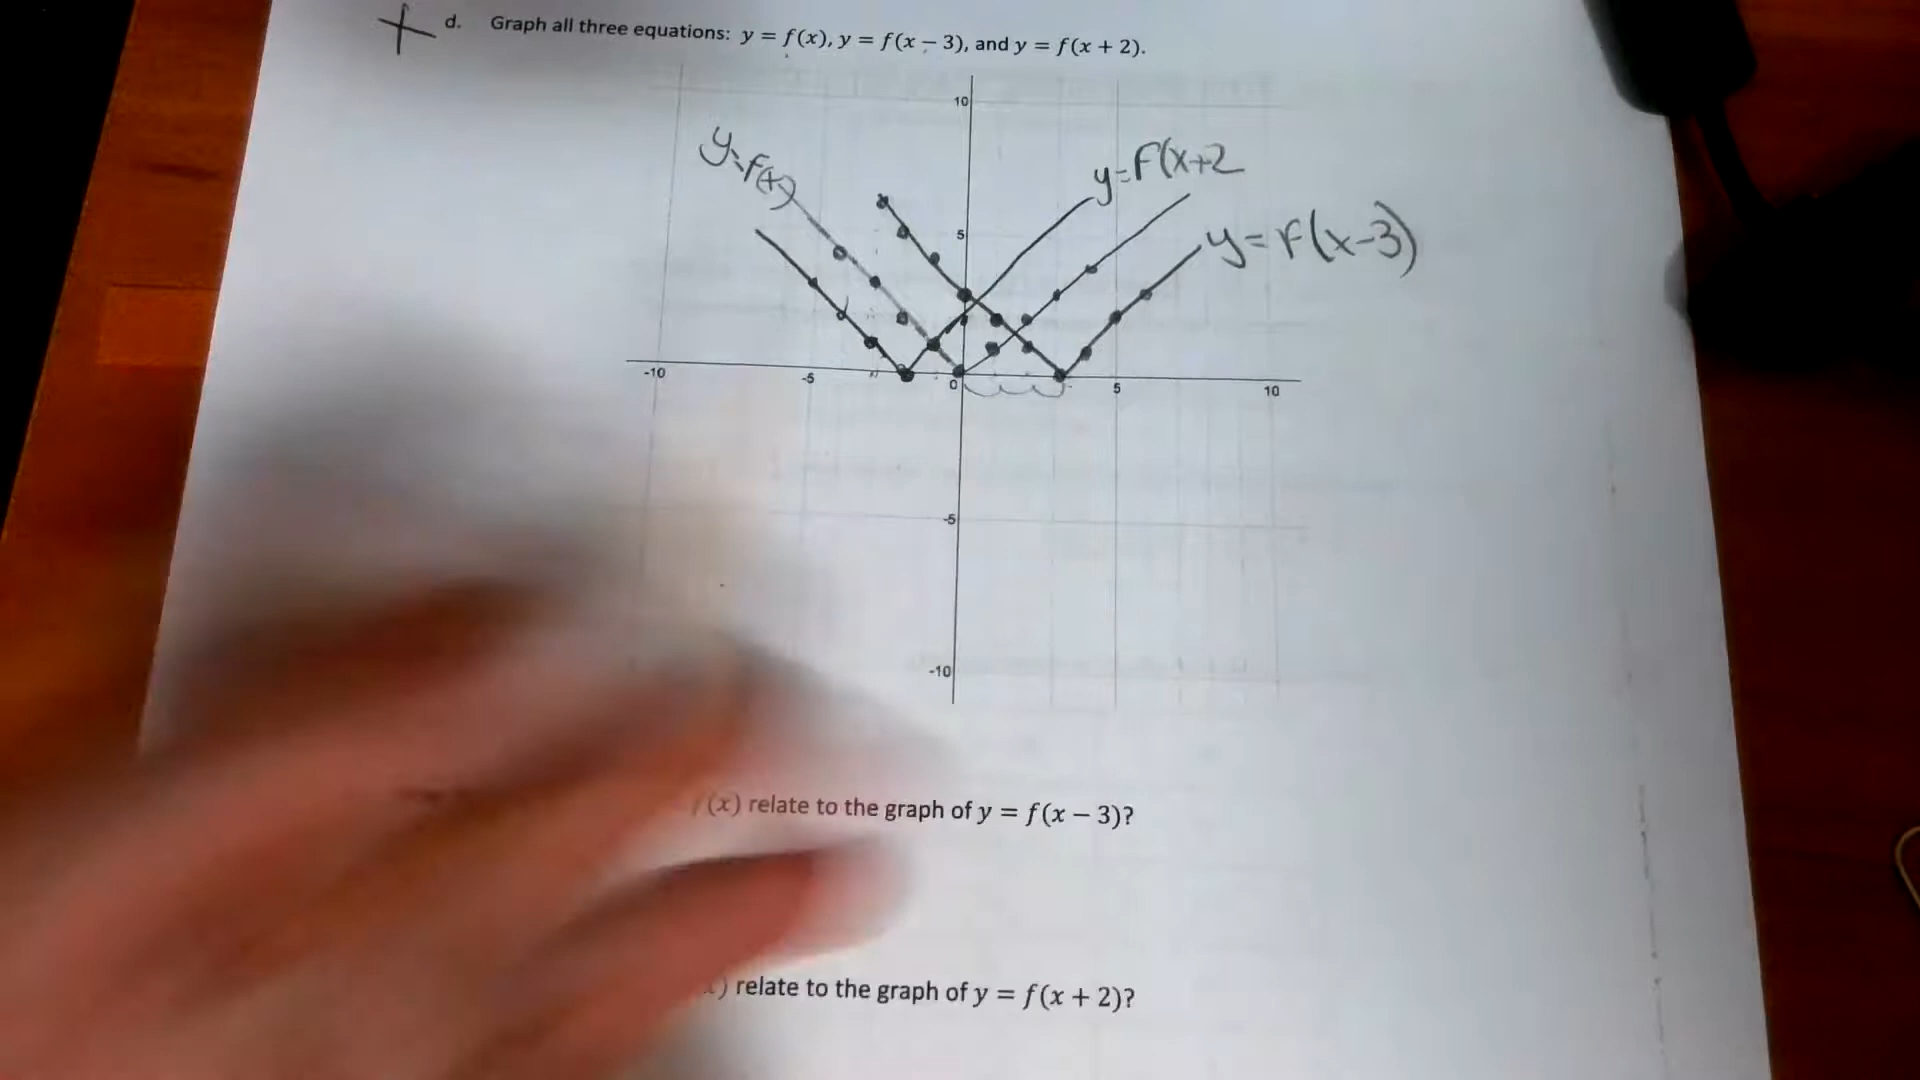 d. Graph all three equations: y = f(x), y = f(x − 3), and y = f(x + 2).
10
y=f(x)
y=F(x+2
5
y=F(x-3)
-10 -5 0 5 10
-5
-10
(x) relate to the graph of y = f(x − 3)?
) relate to the graph of y = f(x + 2)?